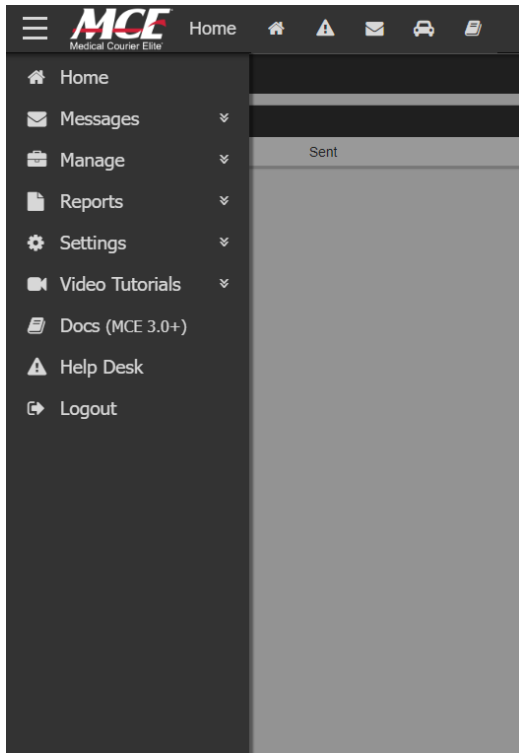 MCE
Medical Courier Elite
Home
Home
Messages
Manage
Reports
Settings
Video Tutorials
Docs (MCE 3.0+)
Help Desk
Logout
Sent